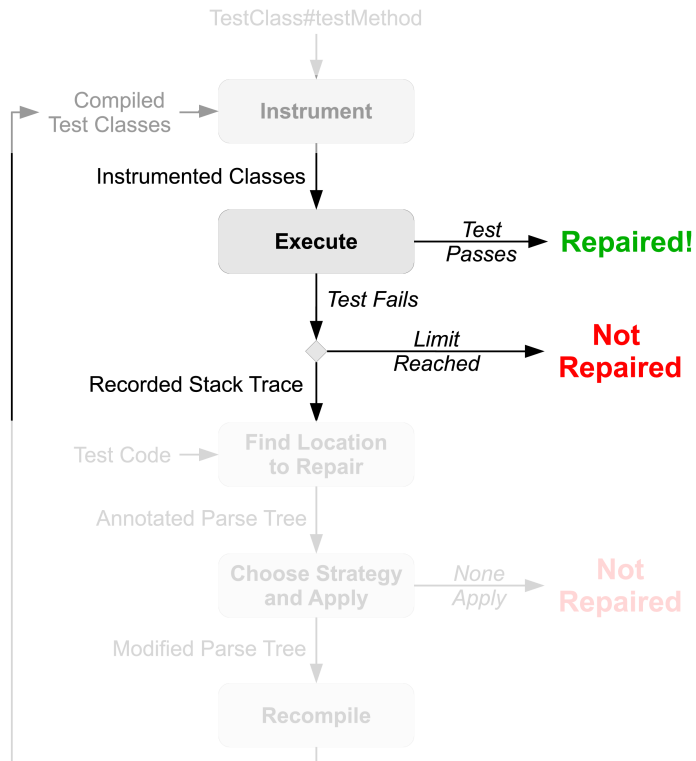 TestClass#testMethod
Compiled
Test Classes
Instrument
Instrumented Classes
Execute
Test
Passes
Repaired!
Test Fails
Limit
Reached
Not
Repaired
Recorded Stack Trace
Test Code
Find Location
to Repair
Annotated Parse Tree
Choose Strategy
and Apply
None
Apply
Not
Repaired
Modified Parse Tree
Recompile